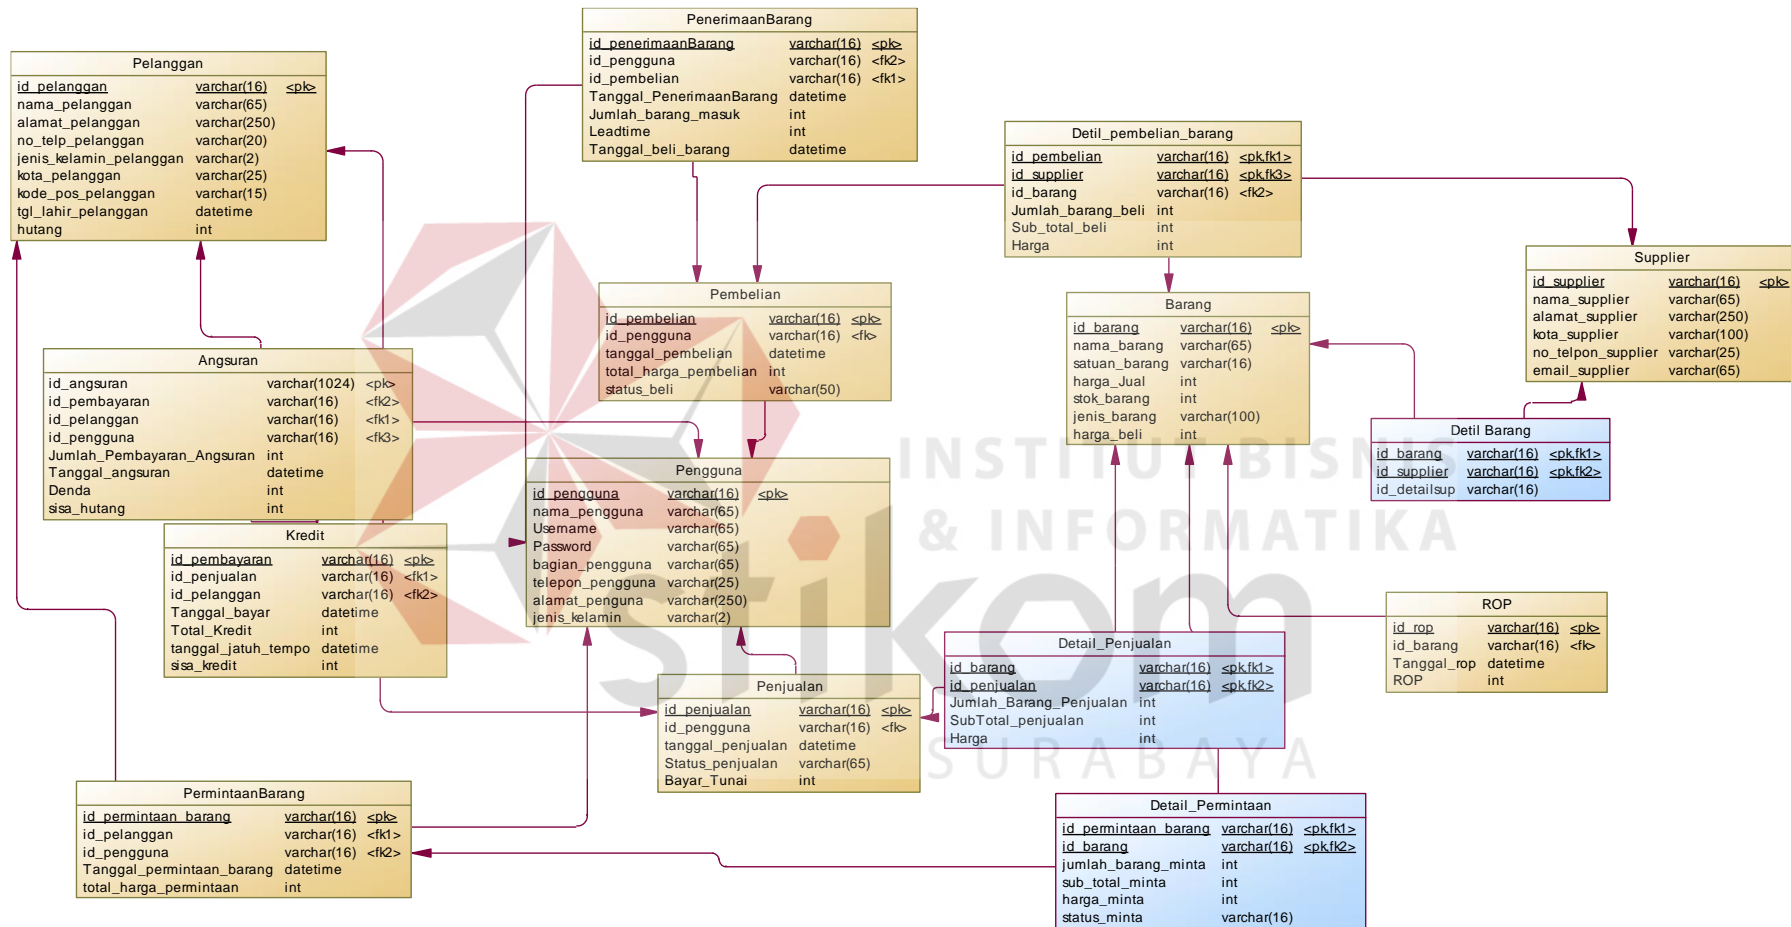 PenerimaanBarang
id_penerimaanBarang varchar(16) <pk>
id_pengguna varchar(16) <fk2>
id_pembelian varchar(16) <fk1>
Tanggal_PenerimaanBarang datetime
Jumlah_barang_masuk int
Leadtime int
Tanggal_beli_barang datetime
Pelanggan
id_pelanggan varchar(16) <pk>
nama_pelanggan varchar(65)
alamat_pelanggan varchar(250)
no_telp_pelanggan varchar(20)
jenis_kelamin_pelanggan varchar(2)
kota_pelanggan varchar(25)
kode_pos_pelanggan varchar(15)
tgl_lahir_pelanggan datetime
hutang int
Detil_pembelian_barang
id_pembelian varchar(16) <pk,fk1>
id_supplier varchar(16) <pk,fk3>
id_barang varchar(16) <fk2>
Jumlah_barang_beli int
Sub_total_beli int
Harga int
Supplier
id_supplier varchar(16) <pk>
nama_supplier varchar(65)
alamat_supplier varchar(250)
kota_supplier varchar(100)
no_telpon_supplier varchar(25)
email_supplier varchar(65)
Pembelian
id_pembelian varchar(16) <pk>
id_pengguna varchar(16) <fk>
tanggal_pembelian datetime
total_harga_pembelian int
status_beli varchar(50)
Barang
id_barang varchar(16) <pk>
nama_barang varchar(65)
satuan_barang varchar(16)
harga_Jual int
stok_barang int
jenis_barang varchar(100)
harga_beli int
Angsuran
id_angsuran varchar(1024) <pk>
id_pembayaran varchar(16) <fk2>
id_pelanggan varchar(16) <fk1>
id_pengguna varchar(16) <fk3>
Jumlah_Pembayaran_Angsuran int
Tanggal_angsuran datetime
Denda int
sisa_hutang int
Detil Barang
id_barang varchar(16) <pk,fk1>
id_supplier varchar(16) <pk,fk2>
id_detailsup varchar(16)
Pengguna
id_pengguna varchar(16) <pk>
nama_pengguna varchar(65)
Username varchar(65)
Password varchar(65)
bagian_pengguna varchar(65)
telepon_pengguna varchar(25)
alamat_penguna varchar(250)
jenis_kelamin varchar(2)
INSTITUT BISNIS
& INFORMATIKA
stikom
SURABAYA
Kredit
id_pembayaran varchar(16) <pk>
id_penjualan varchar(16) <fk1>
id_pelanggan varchar(16) <fk2>
Tanggal_bayar datetime
Total_Kredit int
tanggal_jatuh_tempo datetime
sisa_kredit int
ROP
id_rop varchar(16) <pk>
id_barang varchar(16) <fk>
Tanggal_rop datetime
ROP int
Detail_Penjualan
id_barang varchar(16) <pk,fk1>
id_penjualan varchar(16) <pk,fk2>
Jumlah_Barang_Penjualan int
SubTotal_penjualan int
Harga int
Penjualan
id_penjualan varchar(16) <pk>
id_pengguna varchar(16) <fk>
tanggal_penjualan datetime
Status_penjualan varchar(65)
Bayar_Tunai int
PermintaanBarang
id_permintaan_barang varchar(16) <pk>
id_pelanggan varchar(16) <fk1>
id_pengguna varchar(16) <fk2>
Tanggal_permintaan_barang datetime
total_harga_permintaan int
Detail_Permintaan
id_permintaan_barang varchar(16) <pk,fk1>
id_barang varchar(16) <pk,fk2>
jumlah_barang_minta int
sub_total_minta int
harga_minta int
status_minta varchar(16)